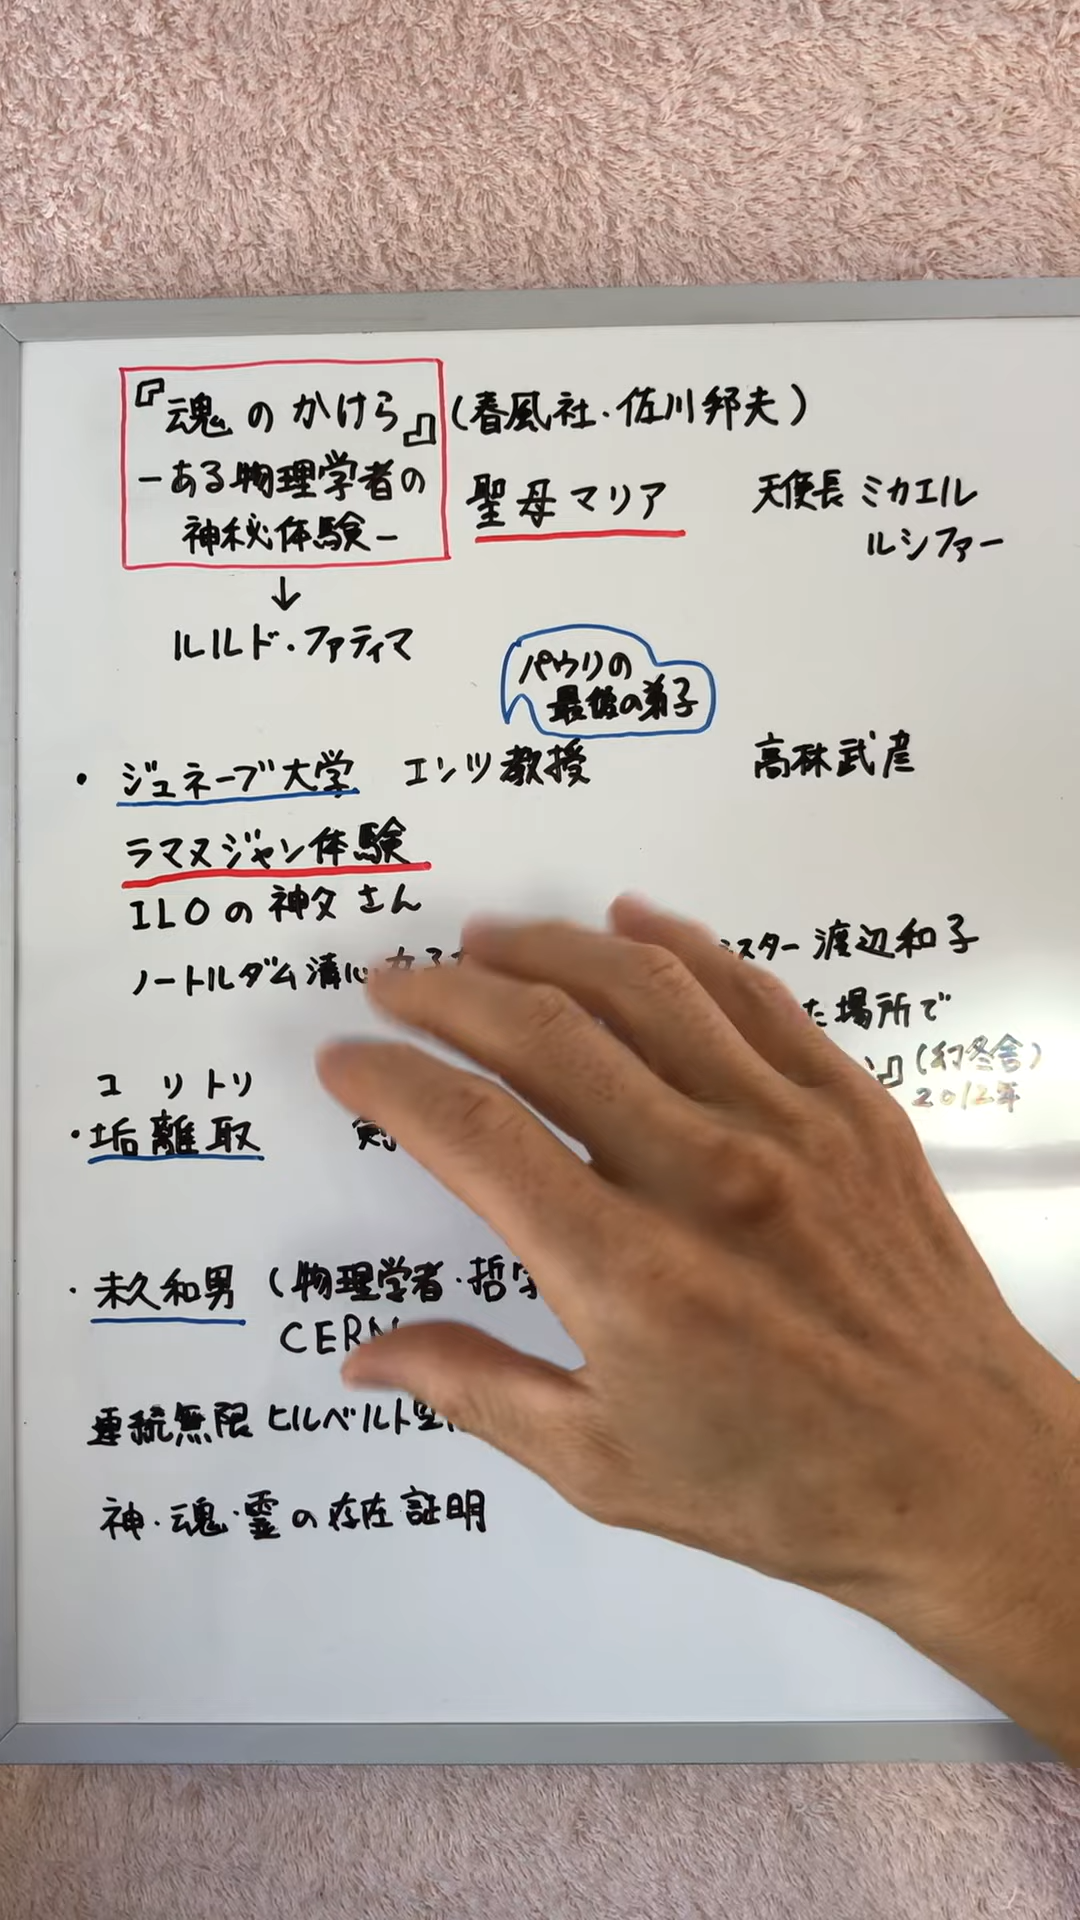 『魂のかけら』(春風社・佐川邦夫)
-ある物理学者の
神秘体験-
聖母マリア
天使長 ミカエル
ルシファー
↓
ルルド・ファティマ
パウリの
最後の弟子
・ジュネーブ大学 エンツ教授 高林武彦
ラマヌジャン体験
ILOの神父さん
ノートルダム清心女子
スター 渡辺和子
た場所で
』(幻冬舎)
2012年
コ リ トリ
・垢離取
・未久和男 (物理学者・哲学
CERN
連続無限 ヒルベルト空
神・魂・霊の存在証明